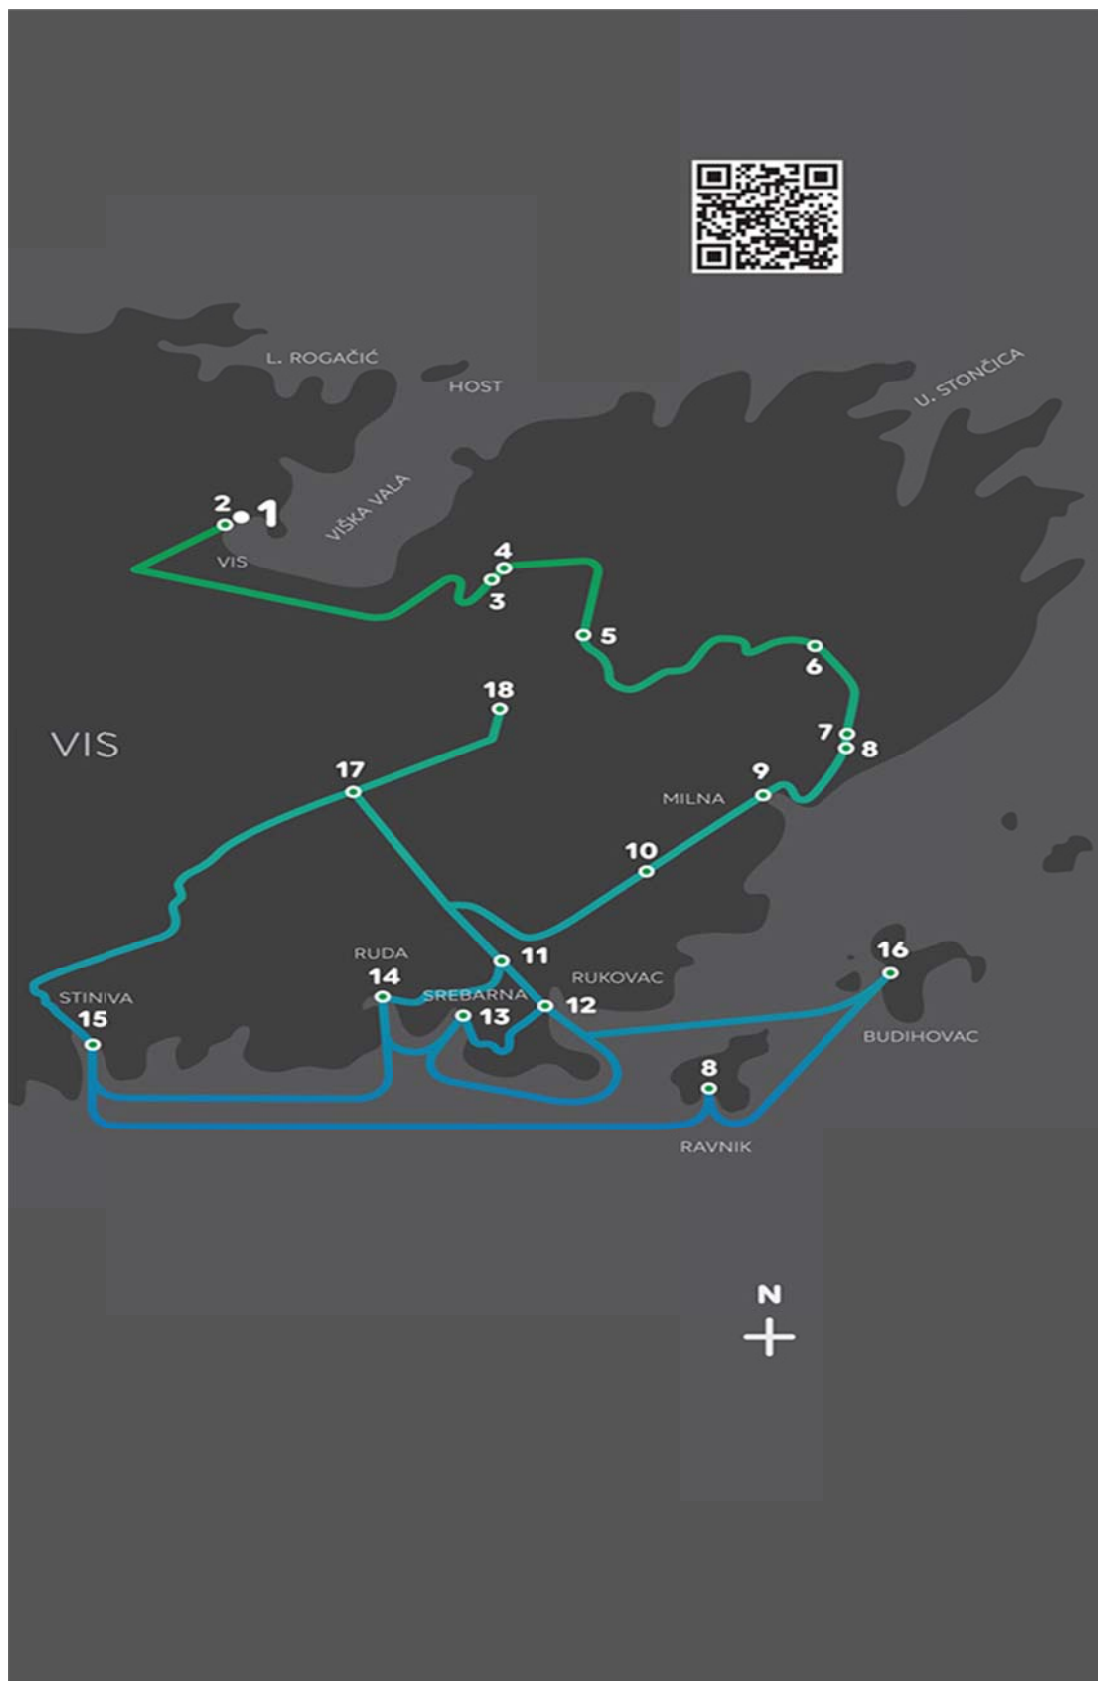 L. ROGAČIĆ
HOST
U. STONČICA
VIŠKA VALA
2
1
VIS
4
3
5
6
18
VIS
7
8
17
9
MILNA
10
RUDA
11
14
RUKOVAC
16
SREBARNA
STINIVA
13
12
15
BUDIHOVAC
8
RAVNIK
N